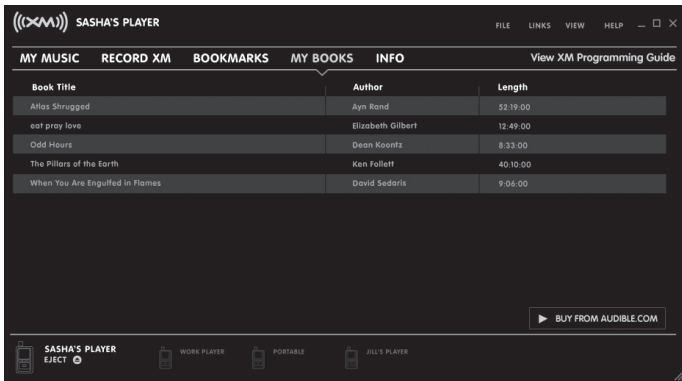 ((XM)) SASHA'S PLAYER
FILE LINKS VIEW HELP
MY MUSIC RECORD XM BOOKMARKS MY BOOKS INFO View XM Programming Guide
Book Title Author Length
Atlas Shrugged Ayn Rand 52:19:00
eat pray love Elizabeth Gilbert 12:49:00
Odd Hours Dean Koontz 8:33:00
The Pillars of the Earth Ken Follett 40:10:00
When You Are Engulfed in Flames David Sedaris 9:06:00
BUY FROM AUDIBLE.COM
SASHA'S PLAYER WORK PLAYER PORTABLE JILL'S PLAYER
EJECT